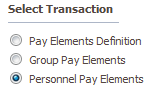 Select Transaction
Pay Elements Definition
Group Pay Elements
Personnel Pay Elements